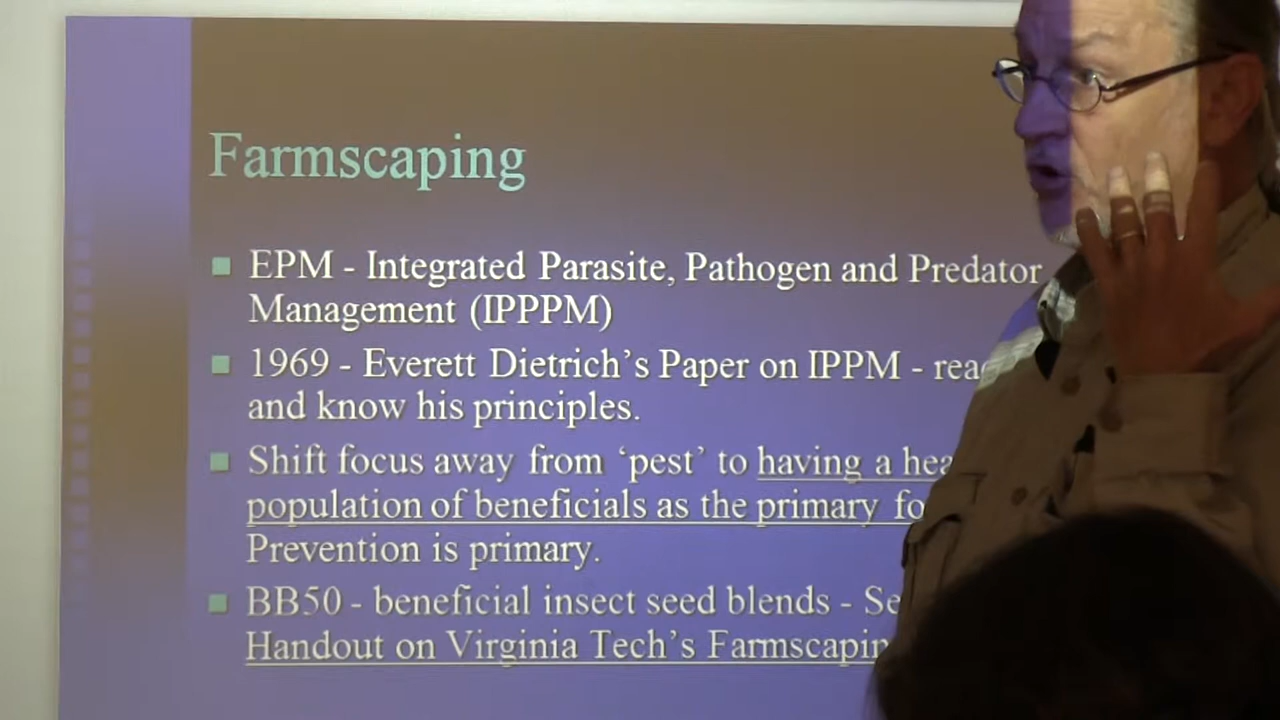 Farmscaping
EPM - Integrated Parasite, Pathogen and Predator
Management (IPPPM)
1969 - Everett Dietrich's Paper on IPPM -
and know his principles.
Shift focus away from 'pest' to having a
population of beneficials as the primary
Prevention is primary.
BB50 - beneficial insect seed blends -
Handout on Virginia Tech's